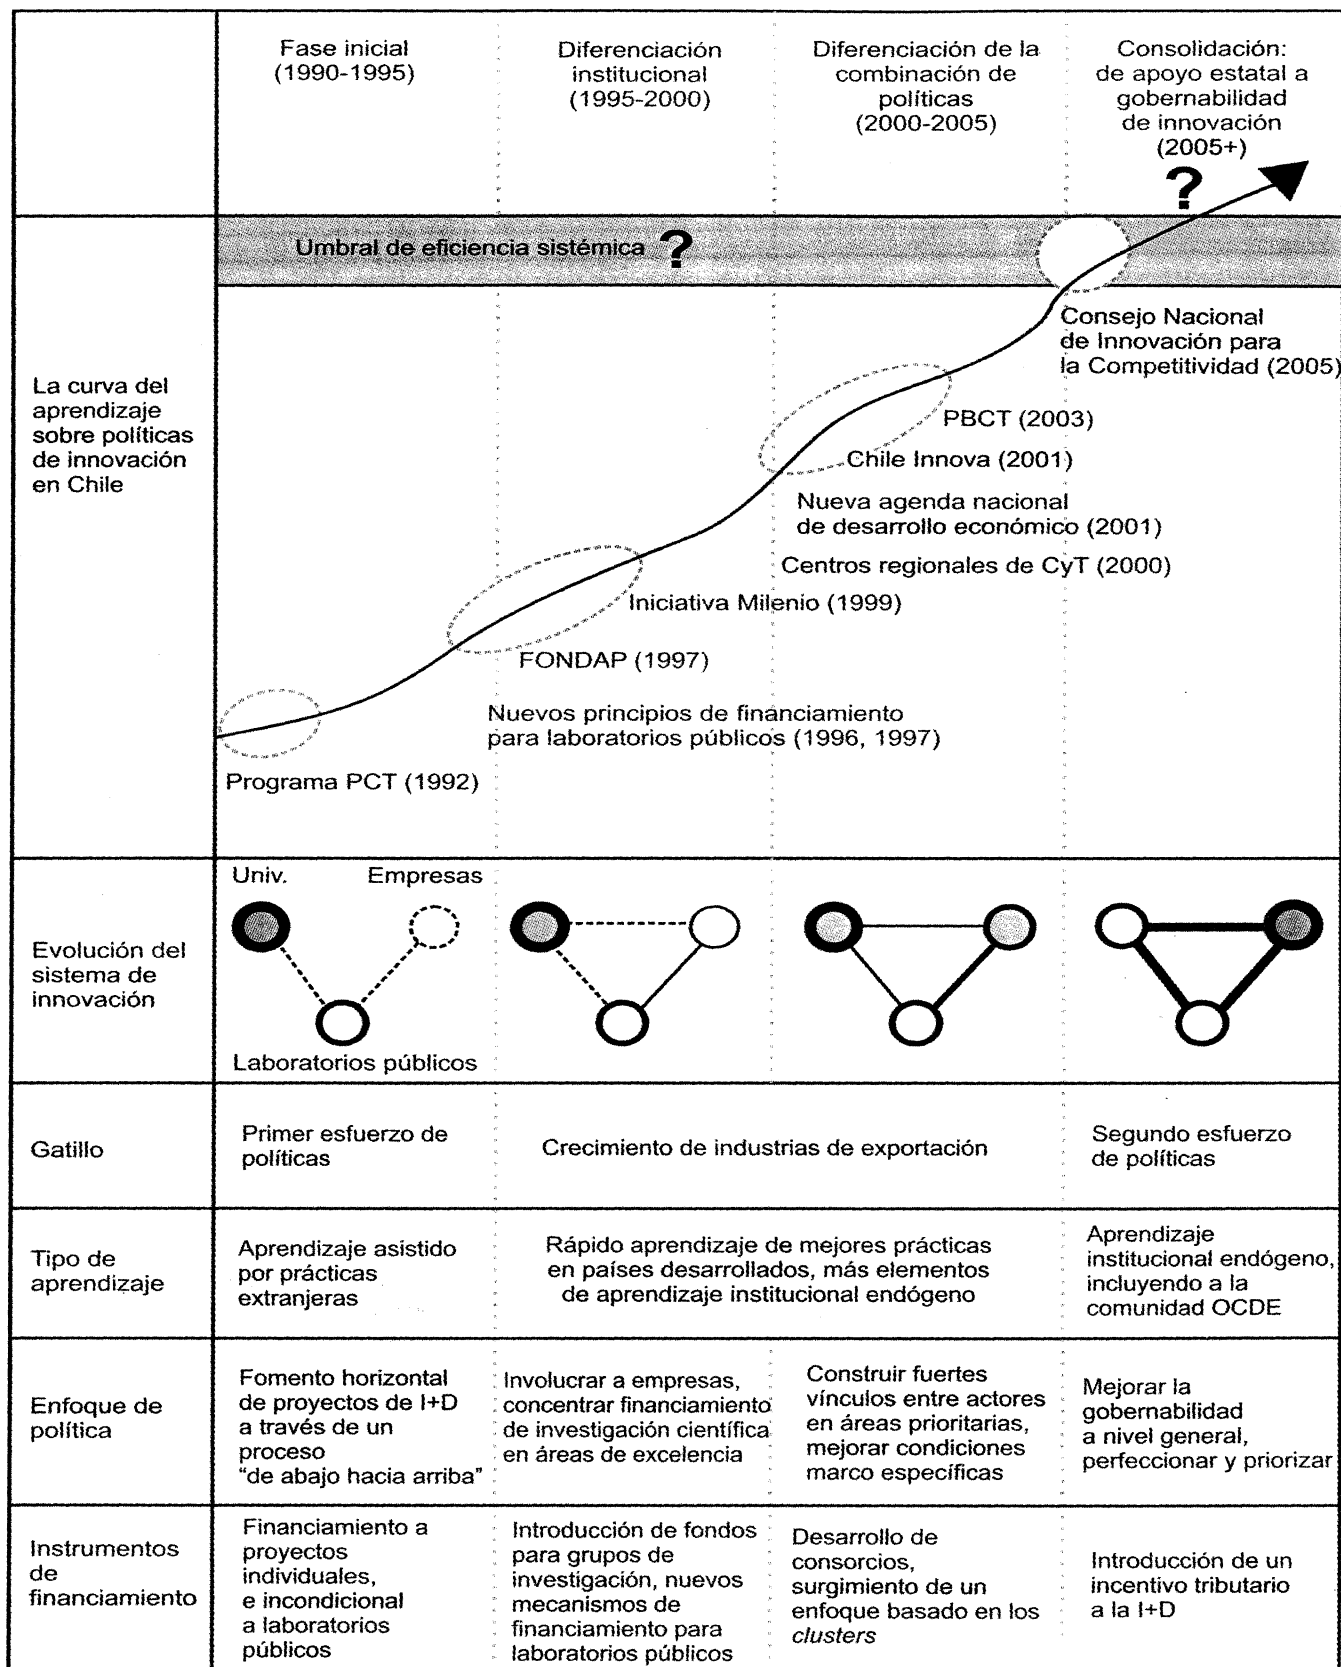 Fase inicial
(1990-1995)
Diferenciación
institucional
(1995-2000)
Diferenciación de la
combinación de
políticas
(2000-2005)
Consolidación:
de apoyo estatal a
gobernabilidad
de innovación
(2005+)
?
Umbral de eficiencia sistémica ?
La curva del
aprendizaje
sobre políticas
de innovación
en Chile
Consejo Nacional
de Innovación para
la Competitividad (2005)
PBCT (2003)
Chile Innova (2001)
Nueva agenda nacional
de desarrollo económico (2001)
Centros regionales de CyT (2000)
Iniciativa Milenio (1999)
FONDAP (1997)
Nuevos principios de financiamiento
para laboratorios públicos (1996, 1997)
Programa PCT (1992)
Evolución del
sistema de
innovación
Univ. Empresas
Laboratorios públicos
Gatillo
Primer esfuerzo de
políticas
Crecimiento de industrias de exportación
Segundo esfuerzo
de políticas
Tipo de
aprendizaje
Aprendizaje asistido
por prácticas
extranjeras
Rápido aprendizaje de mejores prácticas
en países desarrollados, más elementos
de aprendizaje institucional endógeno
Aprendizaje
institucional endógeno,
incluyendo a la
comunidad OCDE
Enfoque de
política
Fomento horizontal
de proyectos de I+D
a través de un
proceso
“de abajo hacia arriba”
Involucrar a empresas,
concentrar financiamiento
de investigación científica
en áreas de excelencia
Construir fuertes
vínculos entre actores
en áreas prioritarias,
mejorar condiciones
marco específicas
Mejorar la
gobernabilidad
a nivel general,
perfeccionar y priorizar
Instrumentos
de
financiamiento
Financiamiento a
proyectos
individuales,
e incondicional
a laboratorios
públicos
Introducción de fondos
para grupos de
investigación, nuevos
mecanismos de
financiamiento para
laboratorios públicos
Desarrollo de
consorcios,
surgimiento de un
enfoque basado en los
clusters
Introducción de un
incentivo tributario
a la I+D